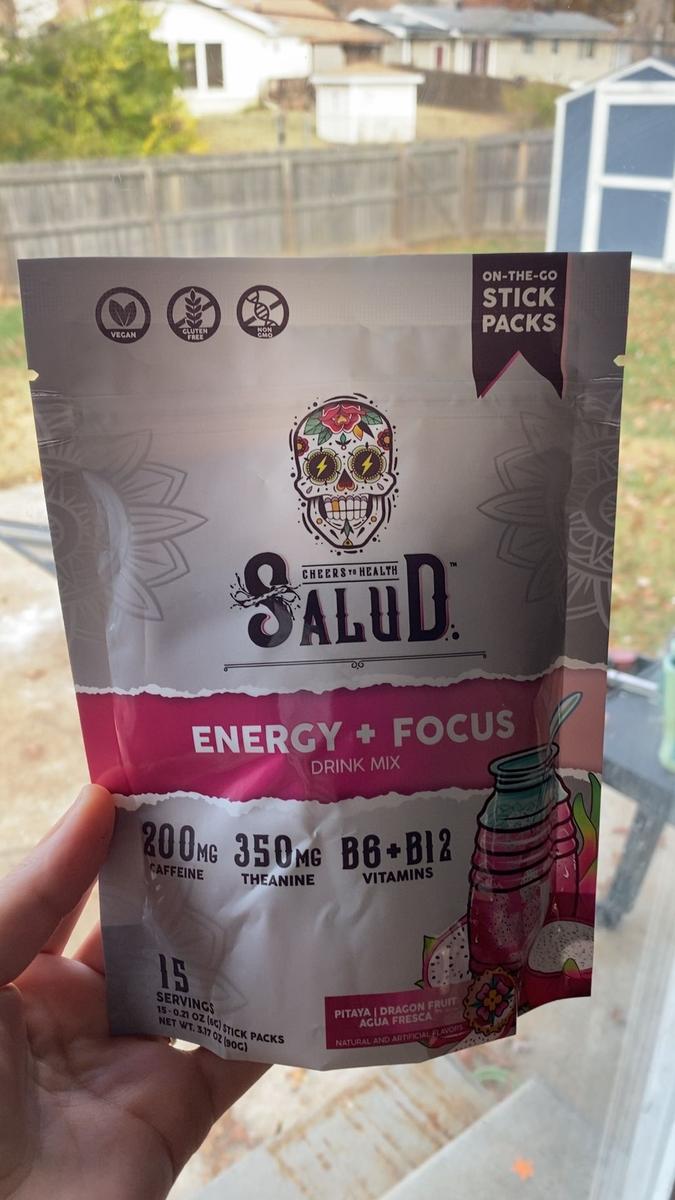 VEGAN
GLUTEN
FREE
NON
GMO
ON-THE-GO
STICK
PACKS
CHEERS TO HEALTH
SALUD.™
ENERGY + FOCUS
DRINK MIX
200MG
CAFFEINE
350MG
THEANINE
B6+B12
VITAMINS
15
SERVINGS
15 - 0.21 OZ (6G) STICK PACKS
NET WT. 3.17 OZ (90G)
PITAYA | DRAGON FRUIT
AGUA FRESCA
NATURAL AND ARTIFICIAL FLAVORS